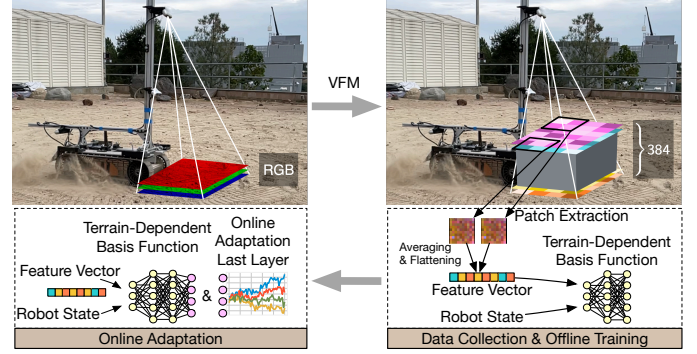 RGB
VFM
384
Terrain-Dependent
Basis Function
Online
Adaptation
Last Layer
Feature Vector
&
Robot State
Online Adaptation
Patch Extraction
Averaging
& Flattening
Terrain-Dependent
Basis Function
Feature Vector
Robot State
Data Collection & Offline Training